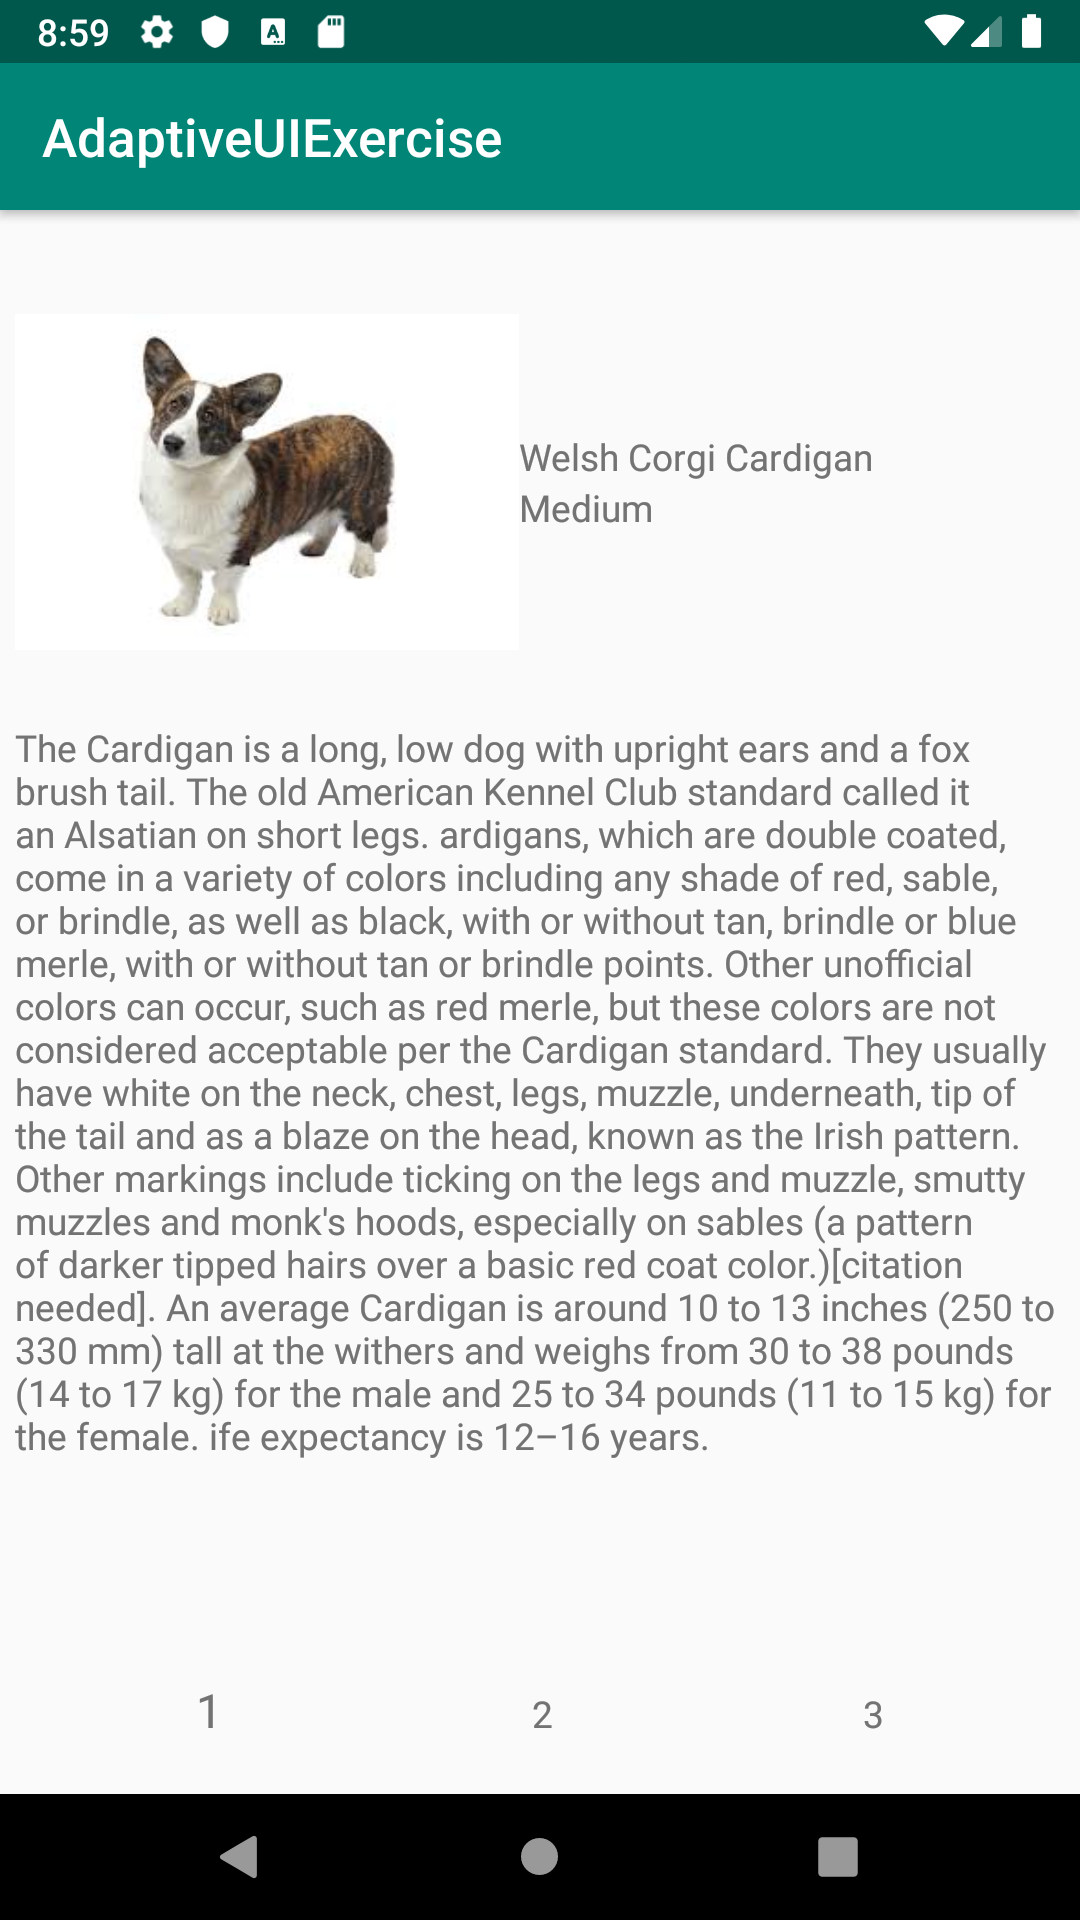 8:59
AdaptiveUIExercise
Welsh Corgi Cardigan
Medium
The Cardigan is a long, low dog with upright ears and a fox
brush tail. The old American Kennel Club standard called it
an Alsatian on short legs. ardigans, which are double coated,
come in a variety of colors including any shade of red, sable,
or brindle, as well as black, with or without tan, brindle or blue
merle, with or without tan or brindle points. Other unofficial
colors can occur, such as red merle, but these colors are not
considered acceptable per the Cardigan standard. They usually
have white on the neck, chest, legs, muzzle, underneath, tip of
the tail and as a blaze on the head, known as the Irish pattern.
Other markings include ticking on the legs and muzzle, smutty
muzzles and monk's hoods, especially on sables (a pattern
of darker tipped hairs over a basic red coat color.)[citation
needed]. An average Cardigan is around 10 to 13 inches (250 to
330 mm) tall at the withers and weighs from 30 to 38 pounds
(14 to 17 kg) for the male and 25 to 34 pounds (11 to 15 kg) for
the female. ife expectancy is 12–16 years.
1 2 3